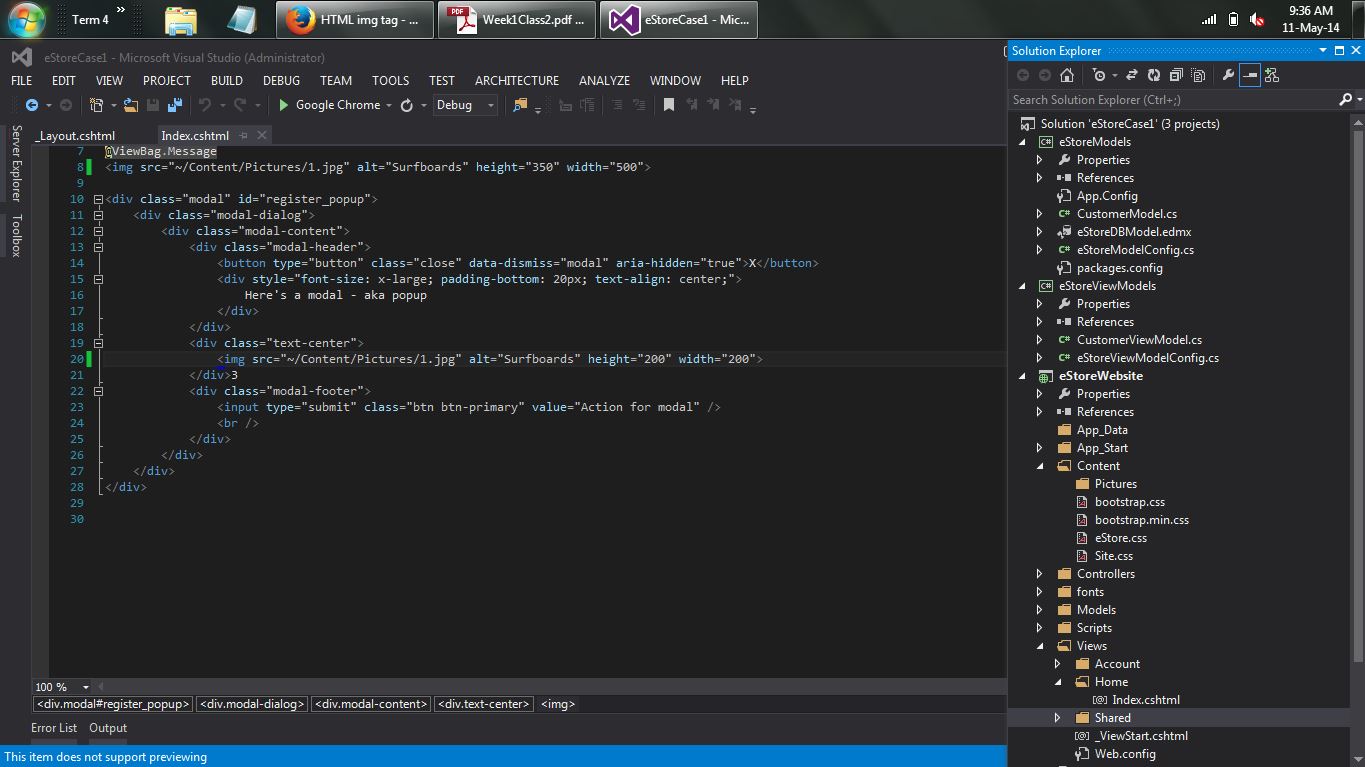 Term 4
»
HTML img tag - ...
Week1Class2.pdf ...
eStoreCase1 - Mic...
9:36 AM
11-May-14
eStoreCase1 - Microsoft Visual Studio (Administrator)
FILE EDIT VIEW PROJECT BUILD DEBUG TEAM TOOLS TEST ARCHITECTURE ANALYZE WINDOW HELP
Google Chrome
Debug
Server Explorer
Toolbox
_Layout.cshtml
Index.cshtml
7 @ViewBag.Message
8 <img src="~/Content/Pictures/1.jpg" alt="Surfboards" height="350" width="500">
9
10 <div class="modal" id="register_popup">
11 <div class="modal-dialog">
12 <div class="modal-content">
13 <div class="modal-header">
14 <button type="button" class="close" data-dismiss="modal" aria-hidden="true">X</button>
15 <div style="font-size: x-large; padding-bottom: 20px; text-align: center;">
16 Here's a modal - aka popup
17 </div>
18 </div>
19 <div class="text-center">
20 <img src="~/Content/Pictures/1.jpg" alt="Surfboards" height="200" width="200">
21 </div>3
22 <div class="modal-footer">
23 <input type="submit" class="btn btn-primary" value="Action for modal" />
24 <br />
25 </div>
26 </div>
27 </div>
28 </div>
29
30
100 %
<div.modal#register_popup> <div.modal-dialog> <div.modal-content> <div.text-center> <img>
Error List Output
This item does not support previewing
Solution Explorer
Search Solution Explorer (Ctrl+;)
Solution 'eStoreCase1' (3 projects)
C# eStoreModels
Properties
References
App.Config
C# CustomerModel.cs
eStoreDBModel.edmx
C# eStoreModelConfig.cs
packages.config
C# eStoreViewModels
Properties
References
C# CustomerViewModel.cs
C# eStoreViewModelConfig.cs
eStoreWebsite
Properties
References
App_Data
App_Start
Content
Pictures
bootstrap.css
bootstrap.min.css
eStore.css
Site.css
Controllers
fonts
Models
Scripts
Views
Account
Home
[@] Index.cshtml
Shared
[@] _ViewStart.cshtml
Web.config